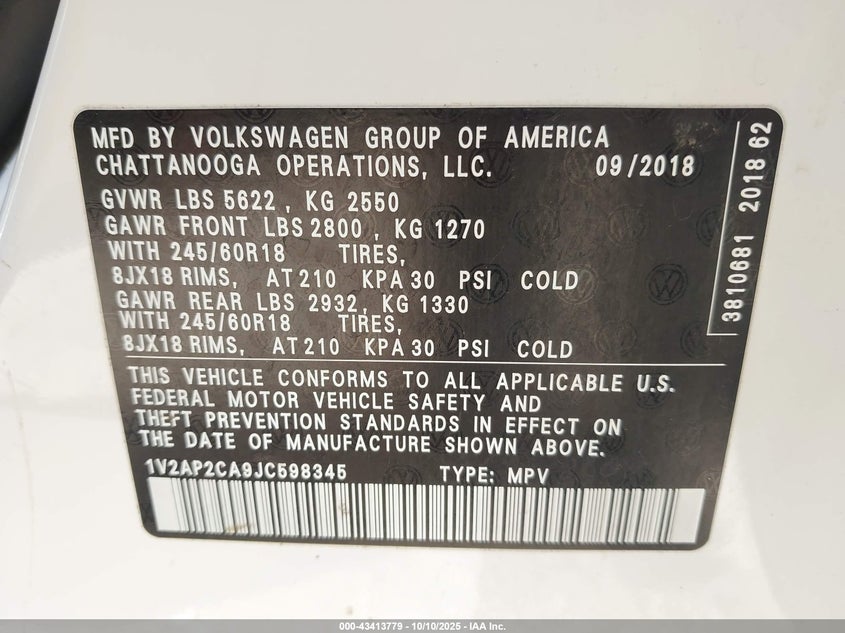 MFD BY VOLKSWAGEN GROUP OF AMERICA
CHATTANOOGA OPERATIONS, LLC. 09/2018
GVWR LBS 5622 , KG 2550
GAWR FRONT LBS 2800 , KG 1270
WITH 245/60R18 TIRES,
8JX18 RIMS, AT 210 KPA 30 PSI COLD
GAWR REAR LBS 2932, KG 1330
WITH 245/60R18 TIRES,
8JX18 RIMS, AT 210 KPA 30 PSI COLD
THIS VEHICLE CONFORMS TO ALL APPLICABLE U.S.
FEDERAL MOTOR VEHICLE SAFETY AND
THEFT PREVENTION STANDARDS IN EFFECT ON
THE DATE OF MANUFACTURE SHOWN ABOVE.
1V2AP2CA9JC598345 TYPE: MPV
3810681 2018 62
000-43413779 - 10/10/2025 - IAA Inc.